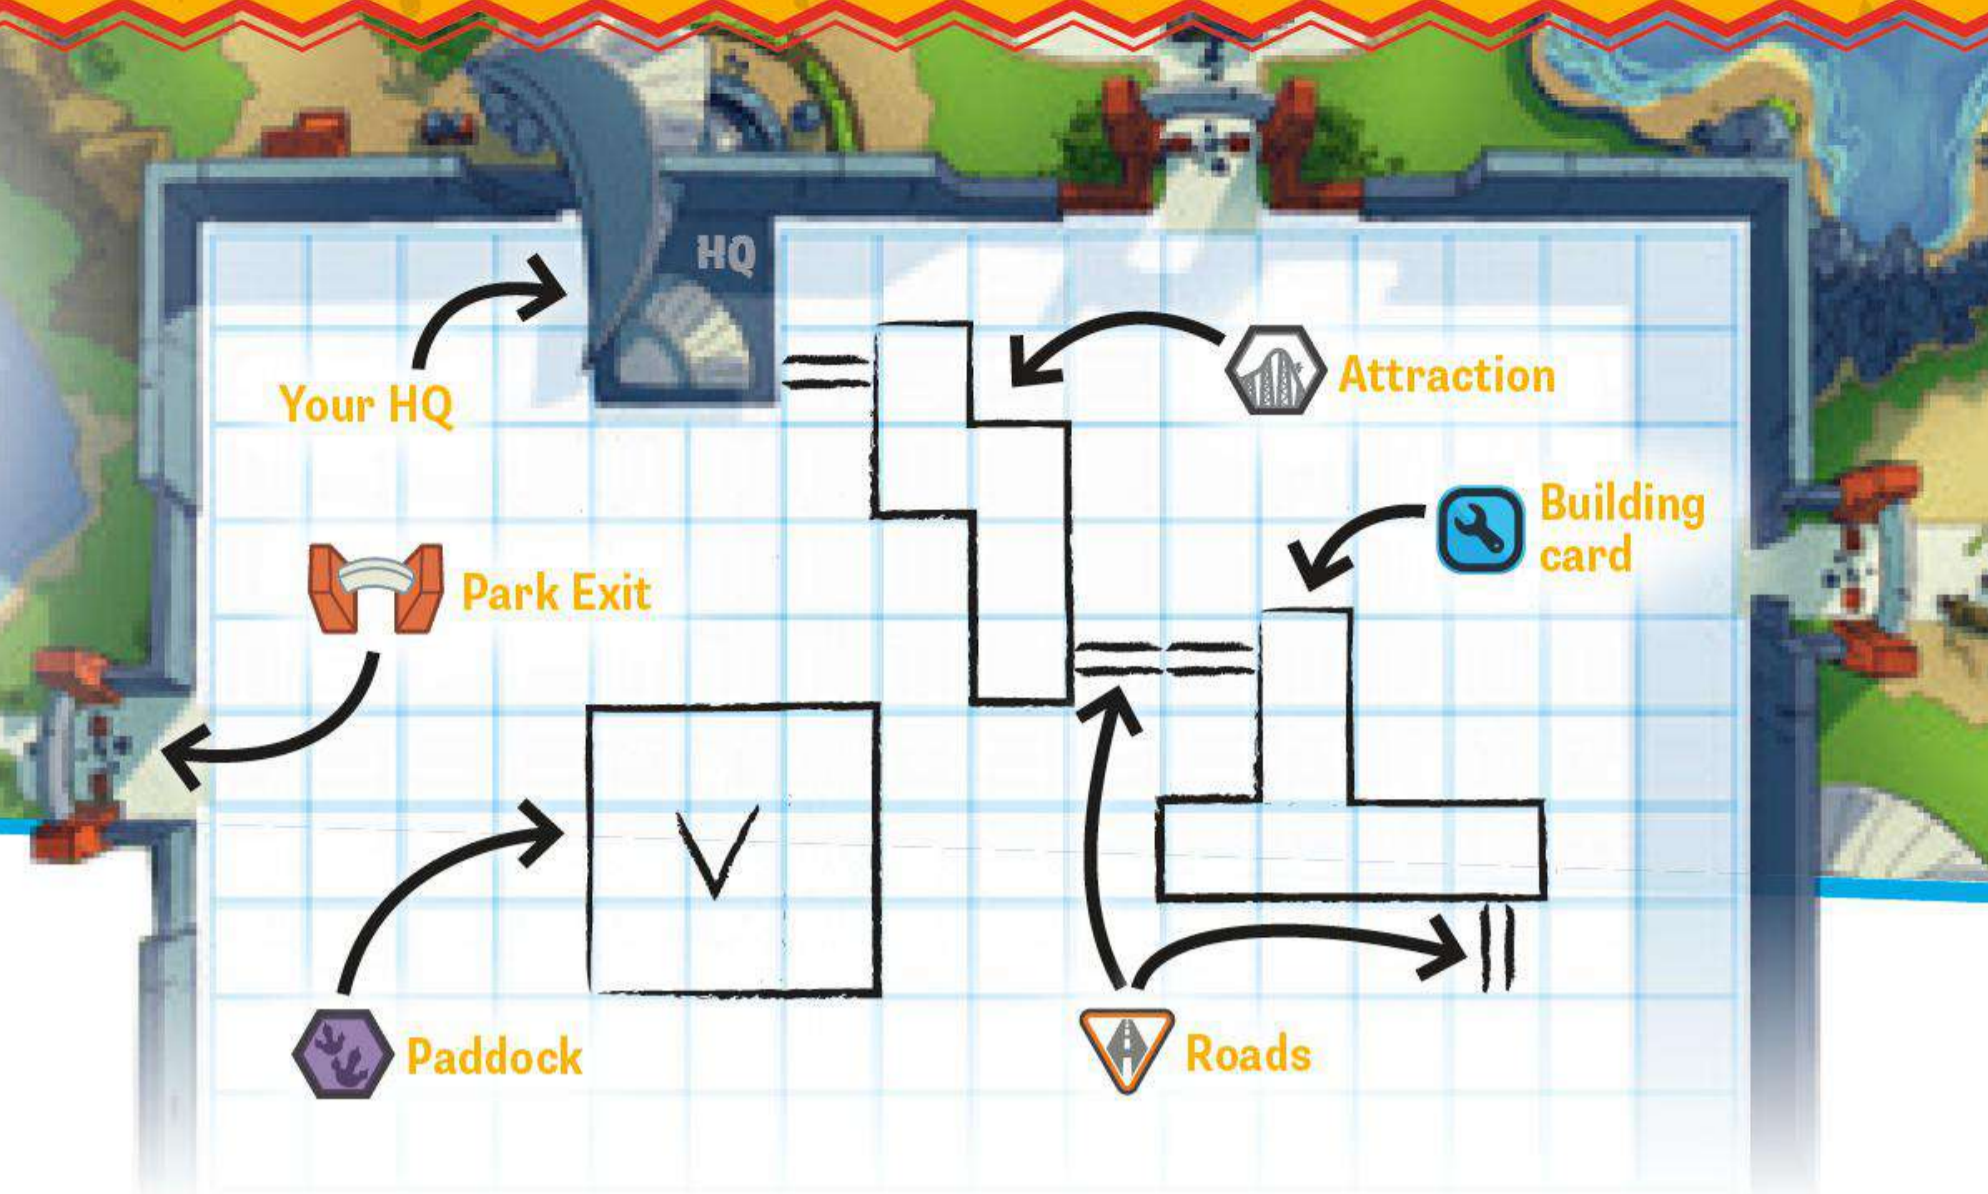 HQ
Your HQ
Attraction
Building
card
Park Exit
V
Paddock
Roads